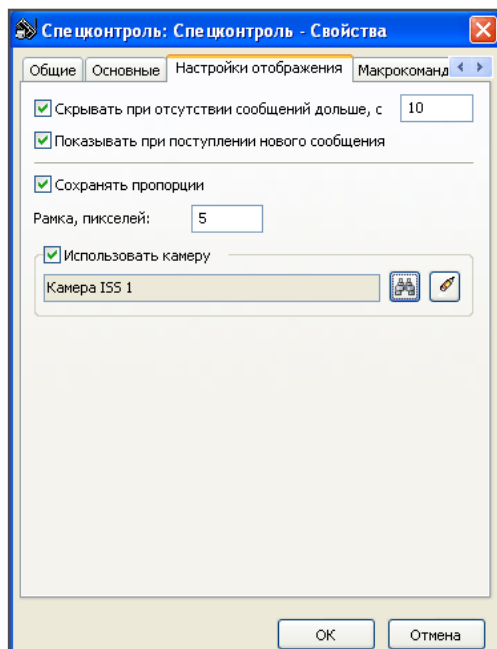 Спецконтроль: Спецконтроль - Свойства
Общие Основные Настройки отображения Макрокоманд
Скрывать при отсутствии сообщений дольше, с 10
Показывать при поступлении нового сообщения
Сохранять пропорции
Рамка, пикселей: 5
Использовать камеру
Камера ISS 1
ОК Отмена